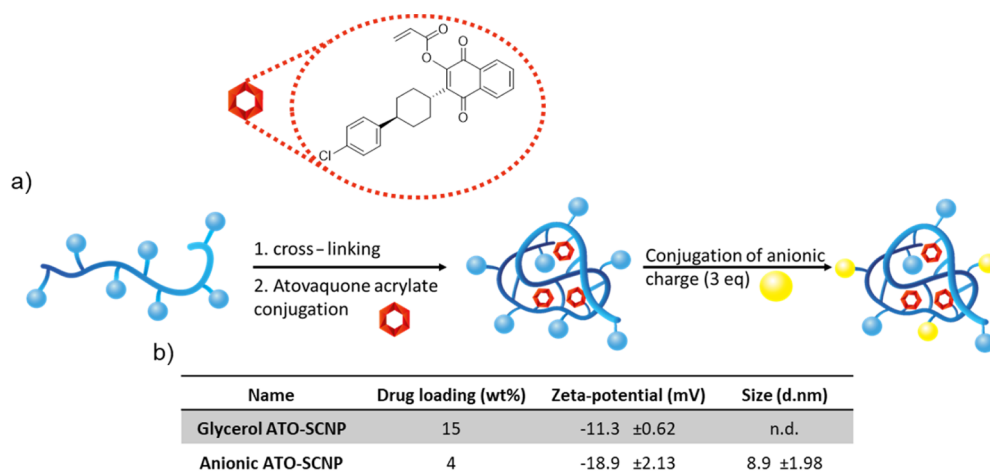 O
O
O
O
Cl
a)
1. cross–linking
2. Atovaquone acrylate
conjugation
Conjugation of anionic
charge (3 eq)
b)
Name Drug loading (wt%) Zeta-potential (mV) Size (d.nm)
Glycerol ATO-SCNP 15 -11.3 ±0.62 n.d.
Anionic ATO-SCNP 4 -18.9 ±2.13 8.9 ±1.98